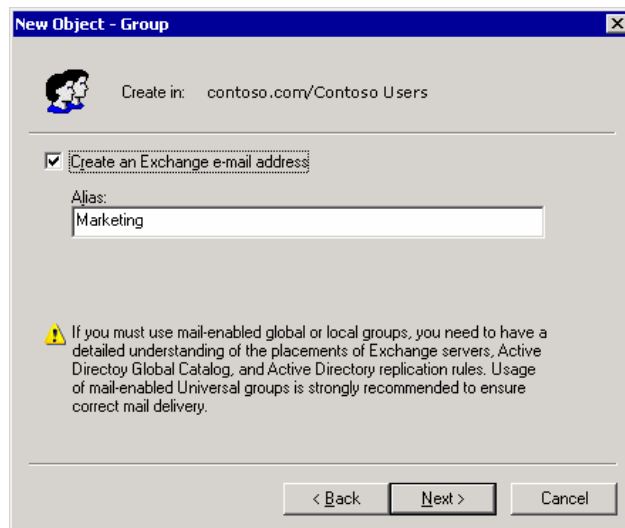 New Object - Group
Create in: contoso.com/Contoso Users
Create an Exchange e-mail address
Alias:
Marketing
If you must use mail-enabled global or local groups, you need to have a
detailed understanding of the placements of Exchange servers, Active
Directoy Global Catalog, and Active Directory replication rules. Usage
of mail-enabled Universal groups is strongly recommended to ensure
correct mail delivery.
< Back Next > Cancel